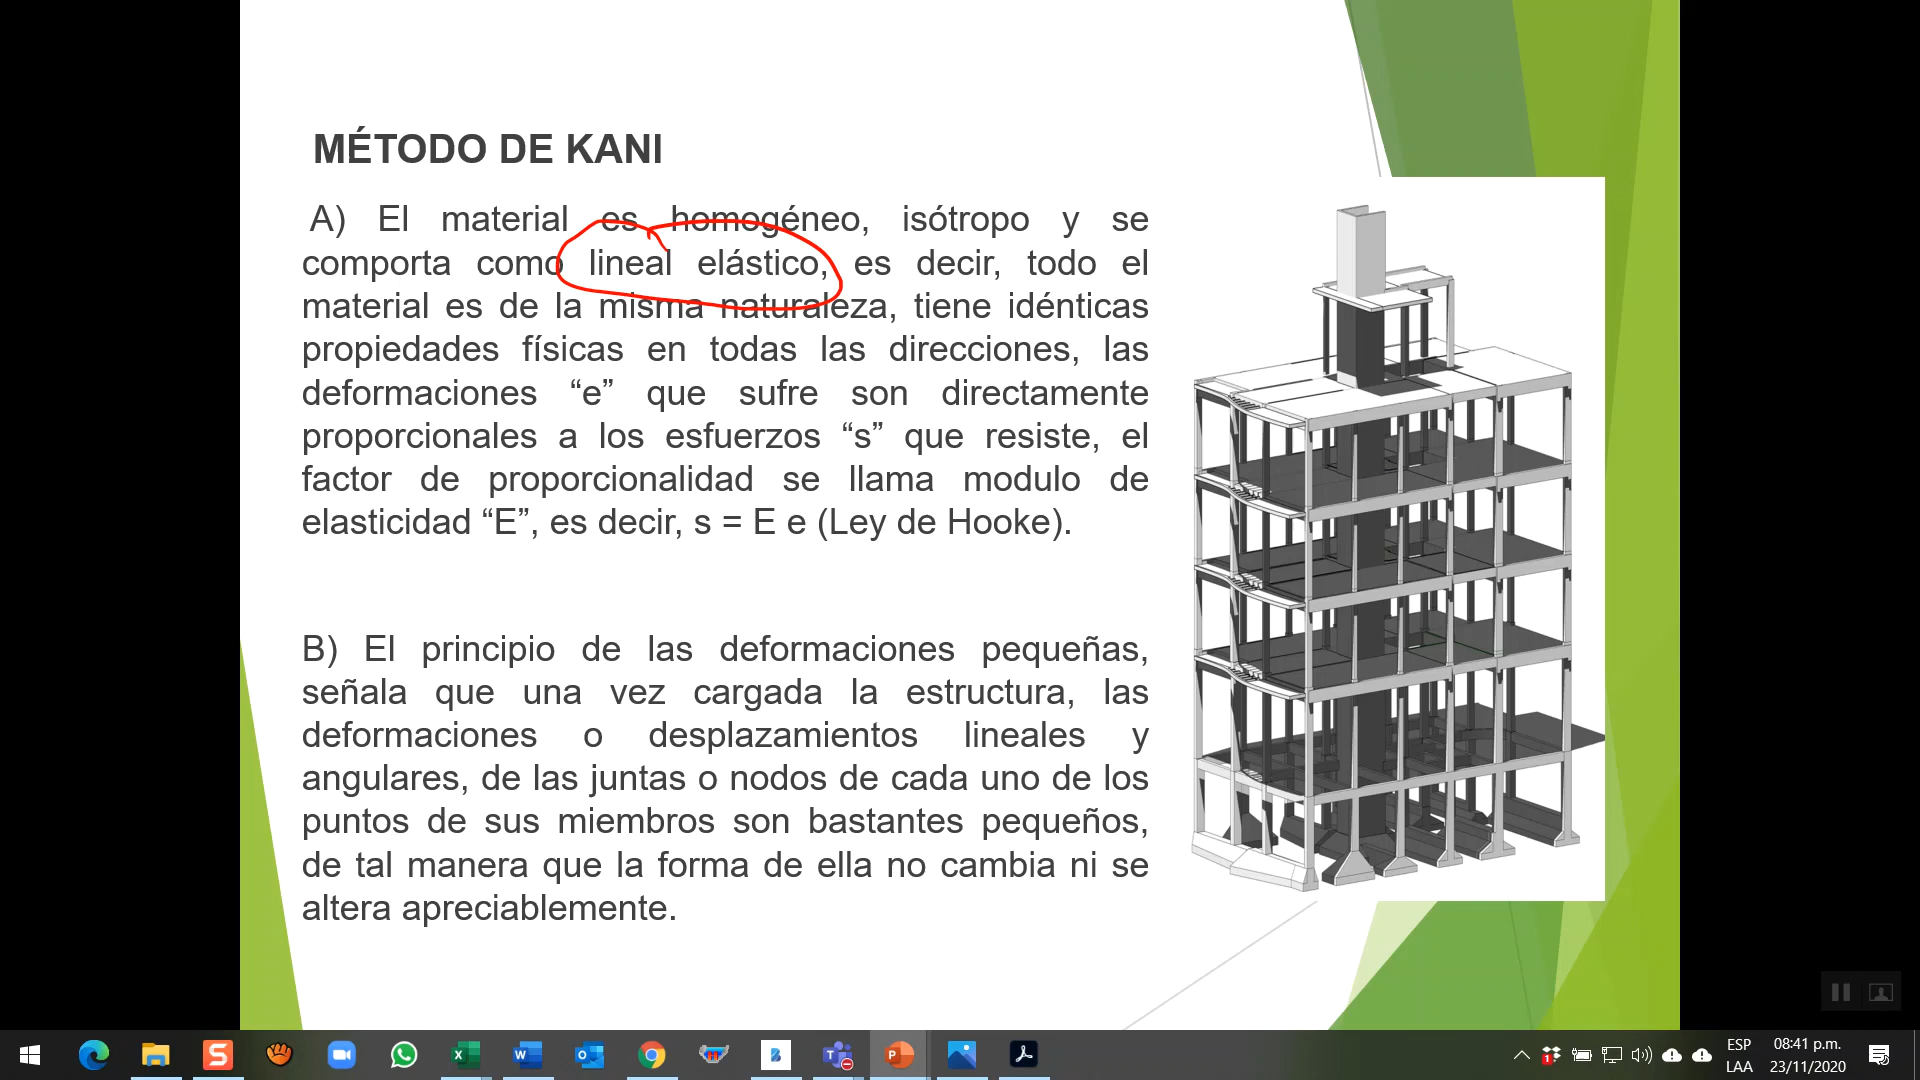 MÉTODO DE KANI
A) El material es homogéneo, isótropo y se
comporta como lineal elástico, es decir, todo el
material es de la misma naturaleza, tiene idénticas
propiedades físicas en todas las direcciones, las
deformaciones “e” que sufre son directamente
proporcionales a los esfuerzos “s” que resiste, el
factor de proporcionalidad se llama modulo de
elasticidad “E”, es decir, s = E e (Ley de Hooke).
B) El principio de las deformaciones pequeñas,
señala que una vez cargada la estructura, las
deformaciones o desplazamientos lineales y
angulares, de las juntas o nodos de cada uno de los
puntos de sus miembros son bastantes pequeños,
de tal manera que la forma de ella no cambia ni se
altera apreciablemente.
ESP
LAA
08:41 p.m.
23/11/2020